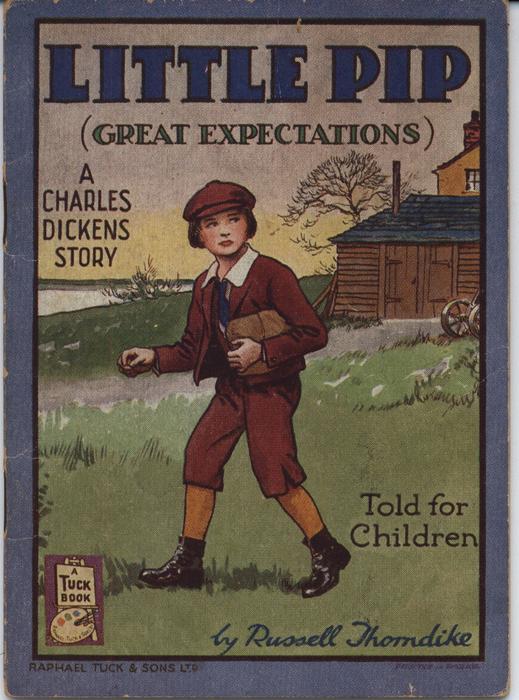 LITTLE PIP
(GREAT EXPECTATIONS)
A
CHARLES
DICKENS
STORY
Told for
Children
A
TUCK
BOOK
by Russell Thorndike
RAPHAEL TUCK & SONS LTD